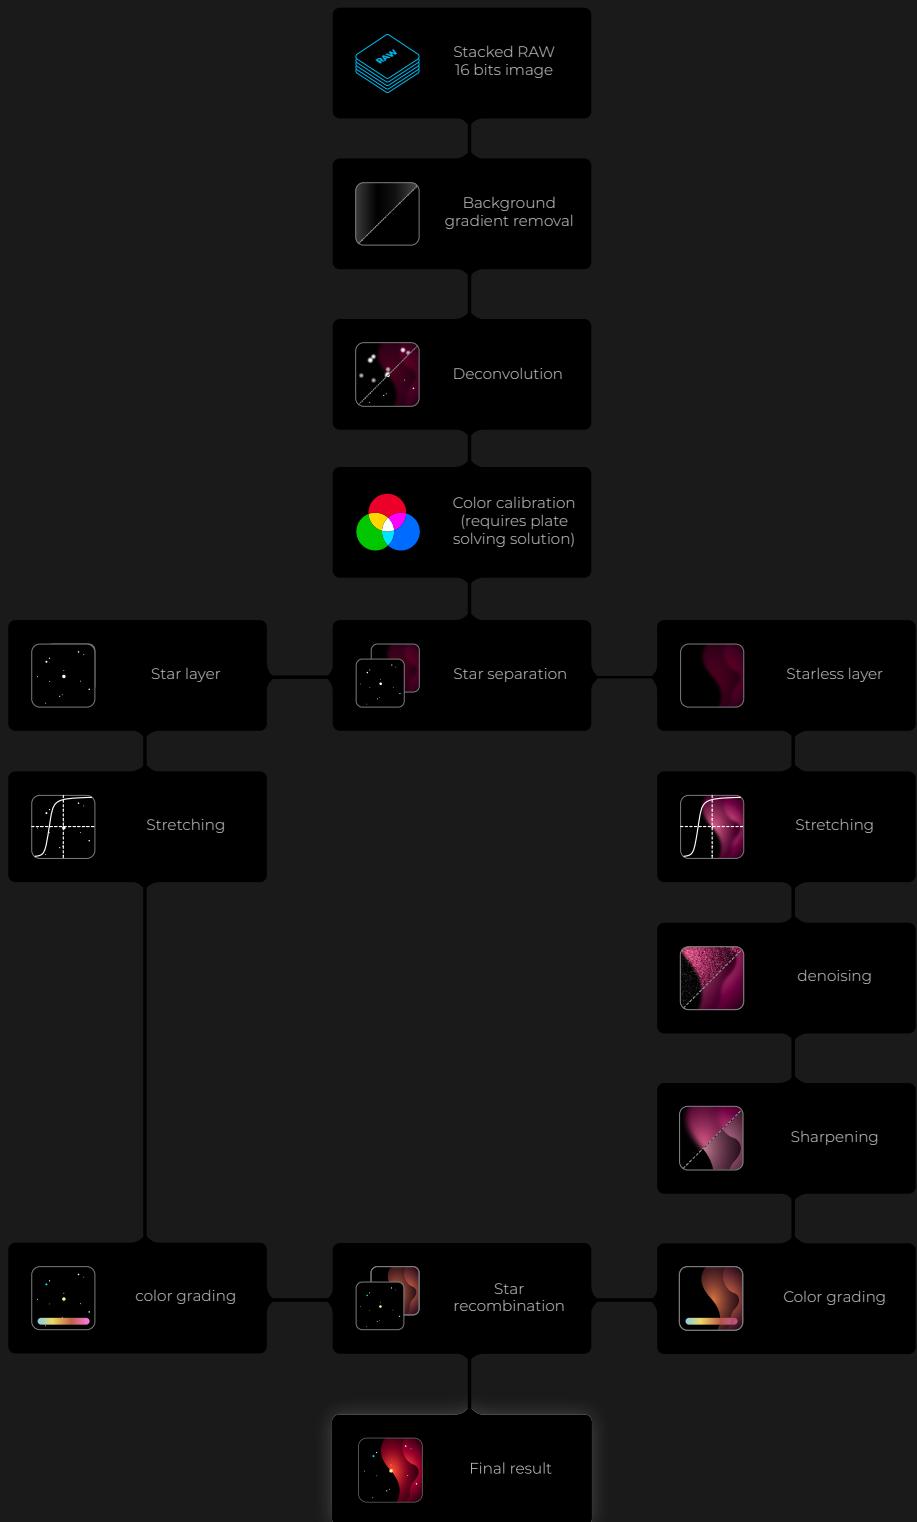 RAW
Stacked RAW
16 bits image
Background
gradient removal
Deconvolution
Color calibration
(requires plate
solving solution)
Star layer
Star separation
Starless layer
Stretching
Stretching
denoising
Sharpening
color grading
Star
recombination
Color grading
Final result